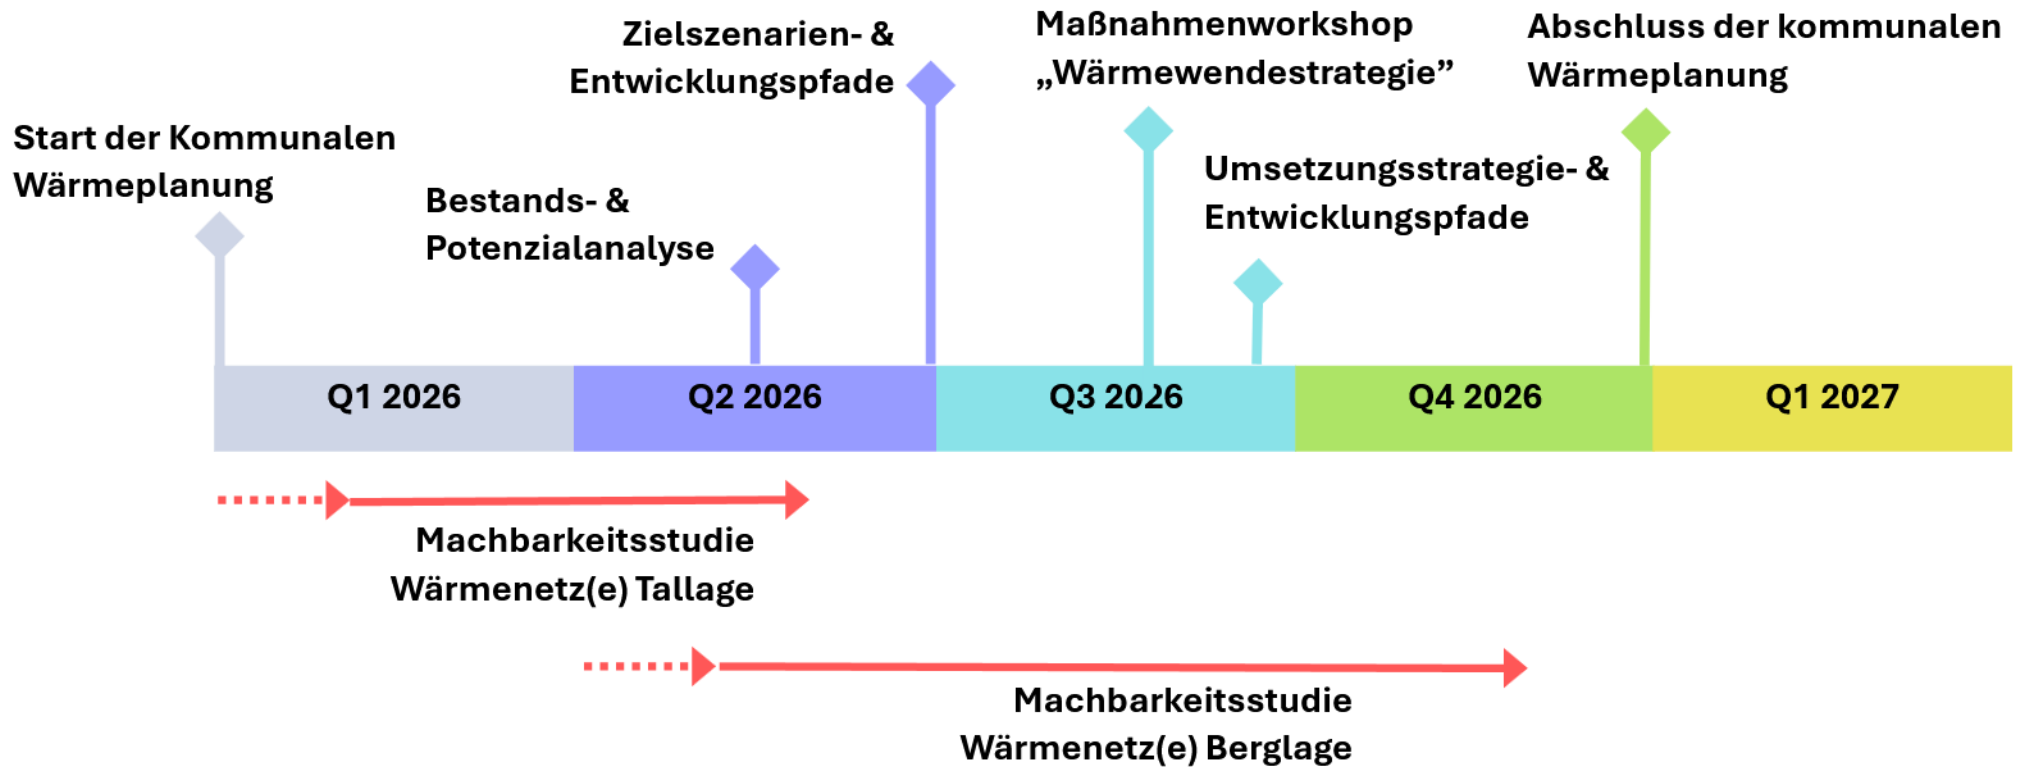 Start der Kommunalen
Wärmeplanung
Bestands- &
Potenzialanalyse
Zielszenarien- &
Entwicklungspfade
Maßnahmenworkshop
„Wärmewendestrategie”
Umsetzungsstrategie- &
Entwicklungspfade
Abschluss der kommunalen
Wärmeplanung
Q1 2026
Q2 2026
Q3 2026
Q4 2026
Q1 2027
Machbarkeitsstudie
Wärmenetz(e) Tallage
Machbarkeitsstudie
Wärmenetz(e) Berglage